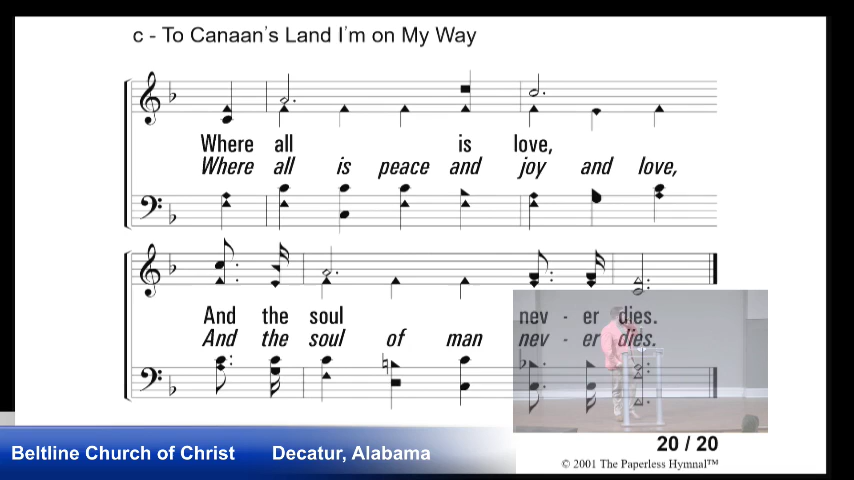 c - To Canaan's Land I'm on My Way
Where all is love,
Where all is peace and joy and love,
And the soul nev - er dies.
And the soul of man nev - er dies.
20 / 20
Beltline Church of Christ Decatur, Alabama
© 2001 The Paperless Hymnal™